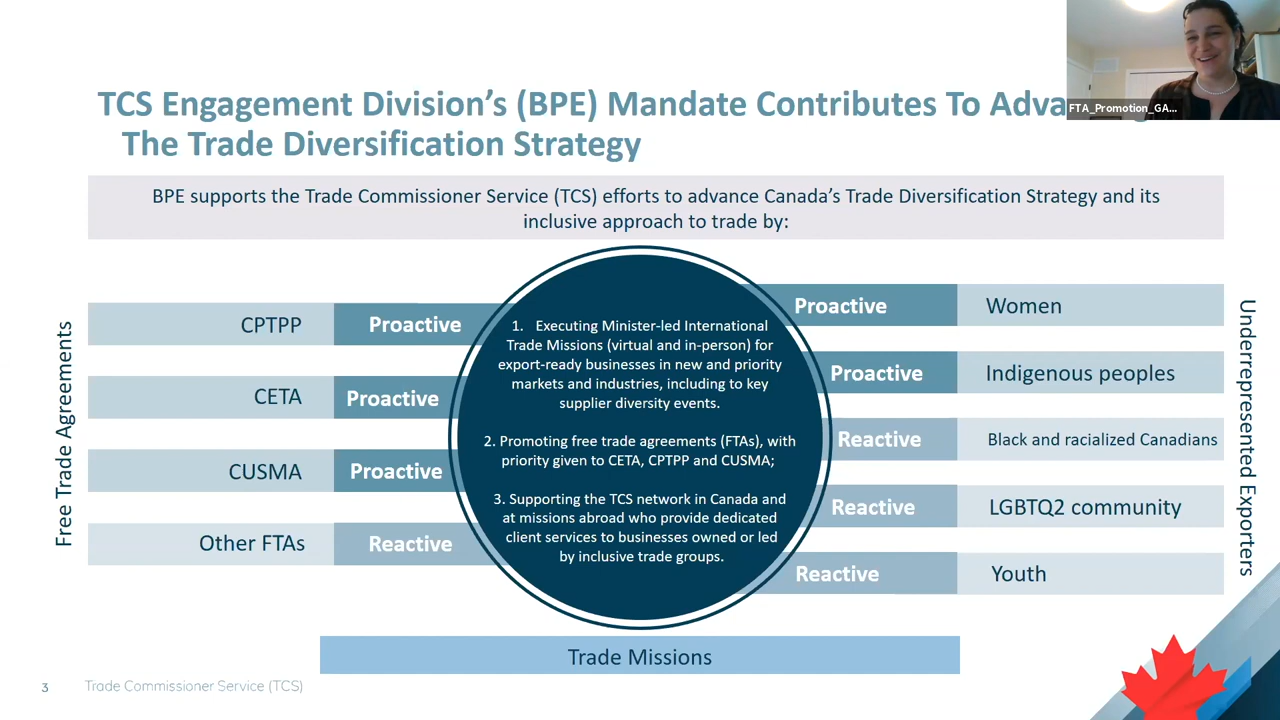 TCS Engagement Division's (BPE) Mandate Contributes To
The Trade Diversification Strategy
FTA_Promotion_GA...
BPE supports the Trade Commissioner Service (TCS) efforts to advance Canada's Trade Diversification Strategy and its
inclusive approach to trade by:
Free Trade Agreements
CPTPP Proactive
CETA Proactive
CUSMA Proactive
Other FTAs Reactive
1. Executing Minister-led International
Trade Missions (virtual and in-person) for
export-ready businesses in new and priority
markets and industries, including to key
supplier diversity events.
2. Promoting free trade agreements (FTAs), with
priority given to CETA, CPTPP and CUSMA;
3. Supporting the TCS network in Canada and
at missions abroad who provide dedicated
client services to businesses owned or led
by inclusive trade groups.
Proactive Women
Proactive Indigenous peoples
Reactive Black and racialized Canadians
Reactive LGBTQ2 community
Reactive Youth
Underrepresented Exporters
Trade Missions
3 Trade Commissioner Service (TCS)